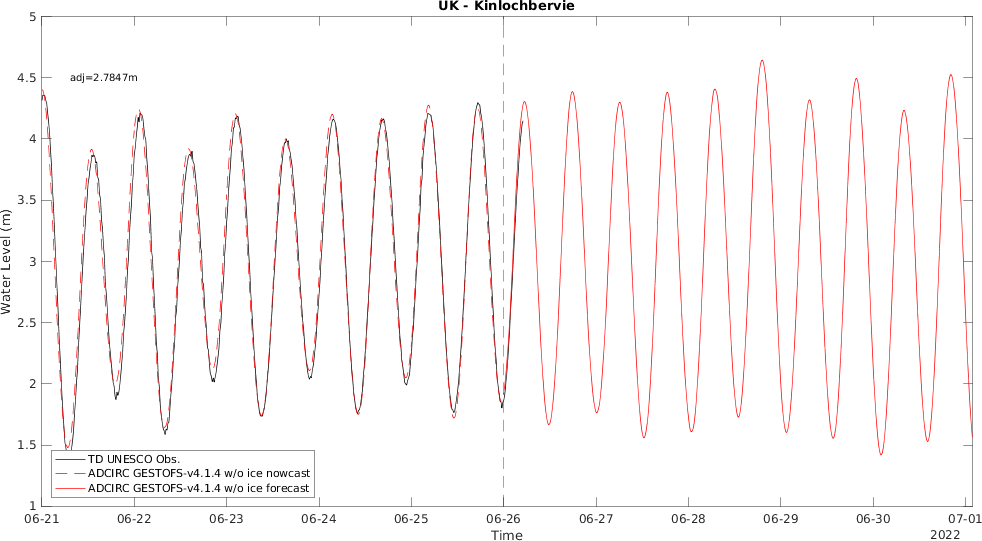 UK - Kinlochbervie
adj=2.7847m
5
4.5
4
3.5
3
2.5
2
1.5
1
Water Level (m)
TD UNESCO Obs.
ADCIRC GESTOFS-v4.1.4 w/o ice nowcast
ADCIRC GESTOFS-v4.1.4 w/o ice forecast
06-21 06-22 06-23 06-24 06-25 06-26 06-27 06-28 06-29 06-30 07-01
Time
2022